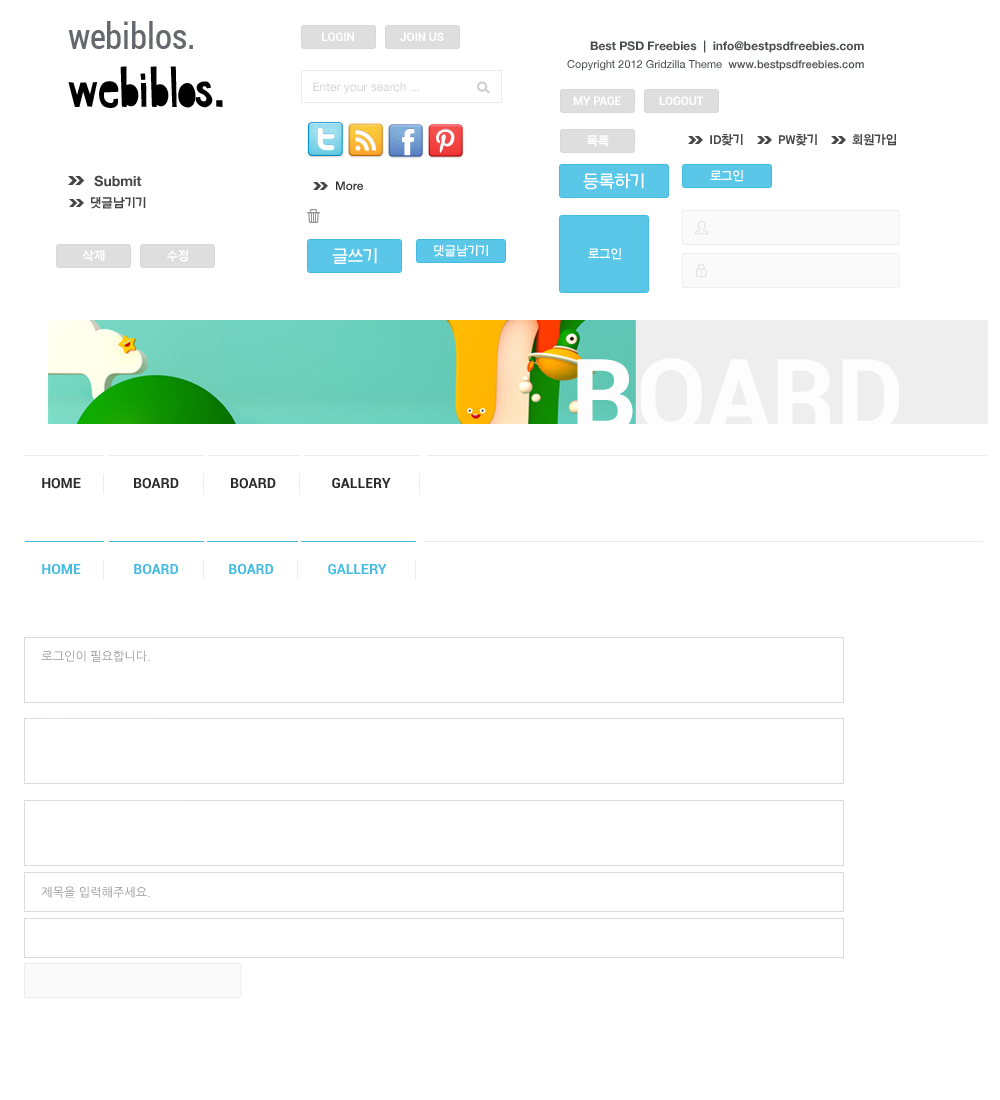 webiblos.
webiblos.
Submit
댓글남기기
삭제 수정
LOGIN JOIN US
Enter your search ...
More
글쓰기 댓글남기기
Best PSD Freebies | info@bestpsdfreebies.com
Copyright 2012 Gridzilla Theme www.bestpsdfreebies.com
MY PAGE LOGOUT
목록 ID찾기 PW찾기 회원가입
등록하기 로그인
로그인
BOARD
HOME BOARD BOARD GALLERY
HOME BOARD BOARD GALLERY
로그인이 필요합니다.
제목을 입력해주세요.